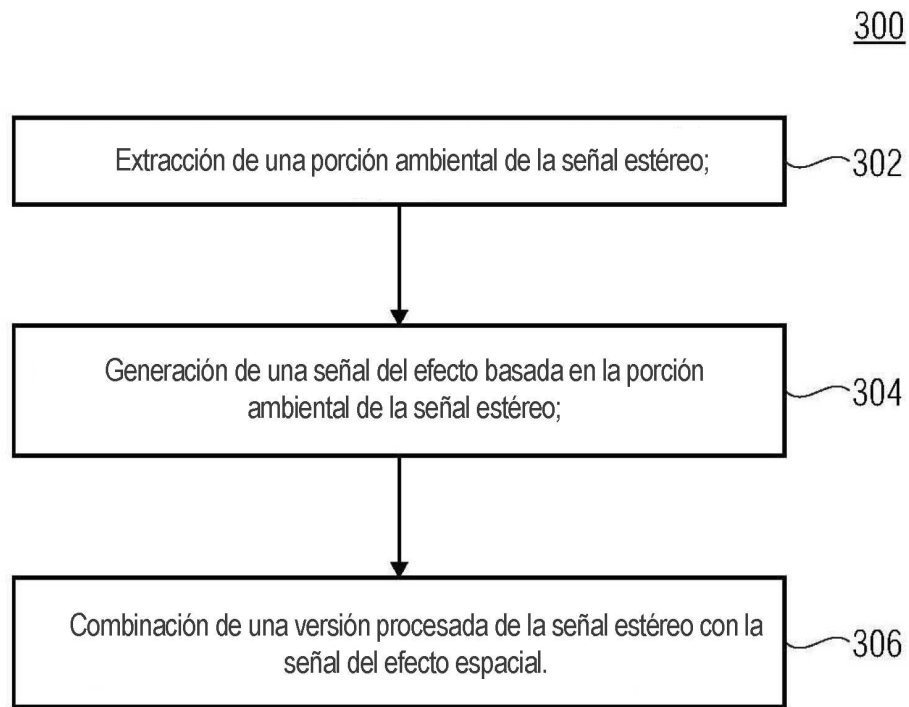 300
Extracción de una porción ambiental de la señal estéreo;
302
Generación de una señal del efecto basada en la porción
ambiental de la señal estéreo;
304
Combinación de una versión procesada de la señal estéreo con la
señal del efecto espacial.
306